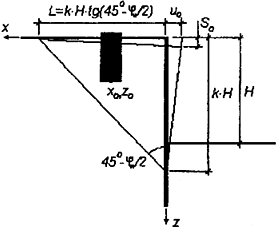 L=k·H·tg(45°-φ/2) u₀
S₀
x
x₀,z₀
k·H
H
45°-φ/2
z